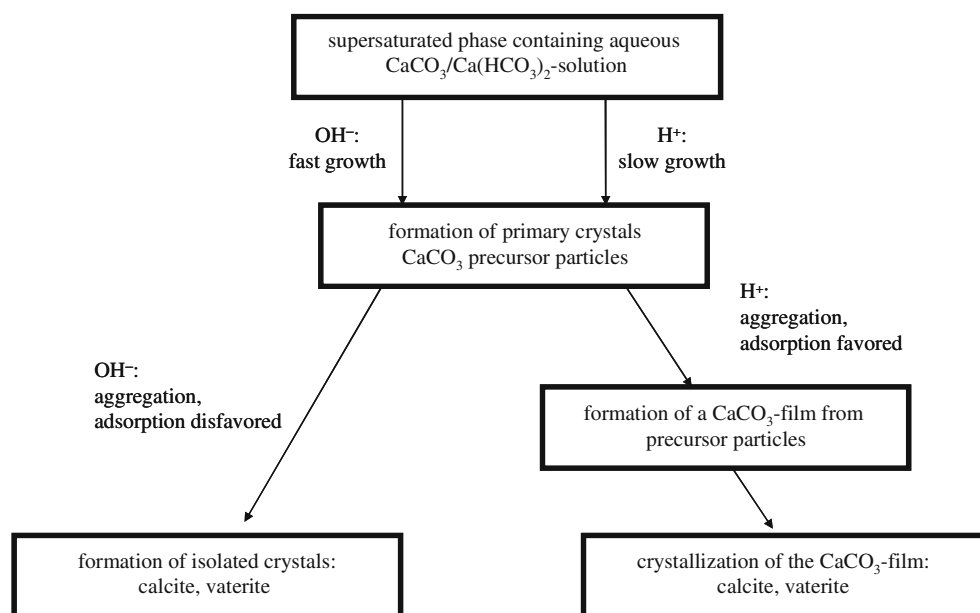 supersaturated phase containing aqueous
CaCO₃/Ca(HCO₃)₂-solution
OH⁻:
fast growth
H⁺:
slow growth
formation of primary crystals
CaCO₃ precursor particles
H⁺:
aggregation,
adsorption favored
OH⁻:
aggregation,
adsorption disfavored
formation of a CaCO₃-film from
precursor particles
formation of isolated crystals:
calcite, vaterite
crystallization of the CaCO₃-film:
calcite, vaterite